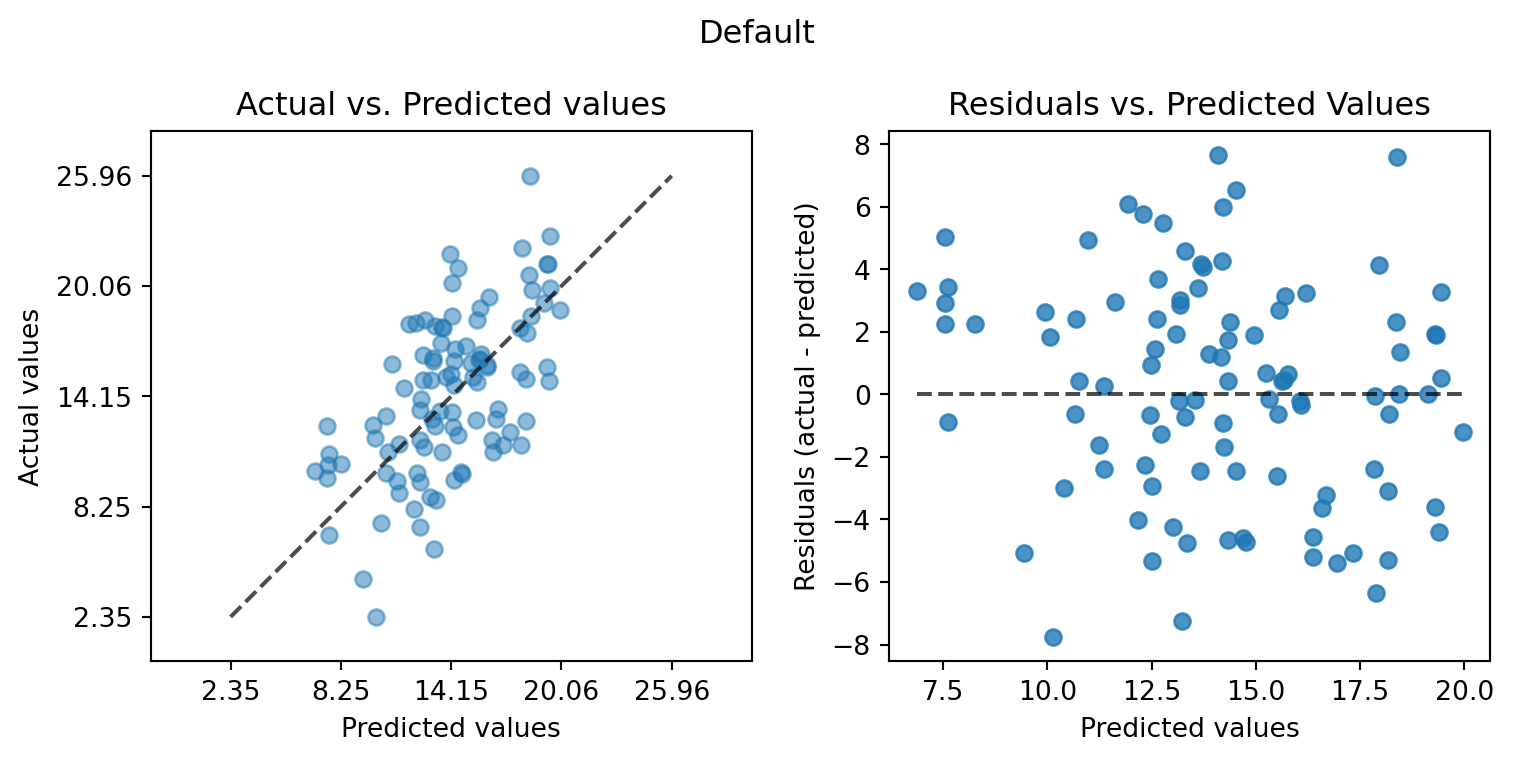 Default
Actual vs. Predicted values
Actual values
25.96
20.06
14.15
8.25
2.35
2.35 8.25 14.15 20.06 25.96
Predicted values
Residuals vs. Predicted Values
Residuals (actual - predicted)
8
6
4
2
0
−2
−4
−6
−8
7.5 10.0 12.5 15.0 17.5 20.0
Predicted values